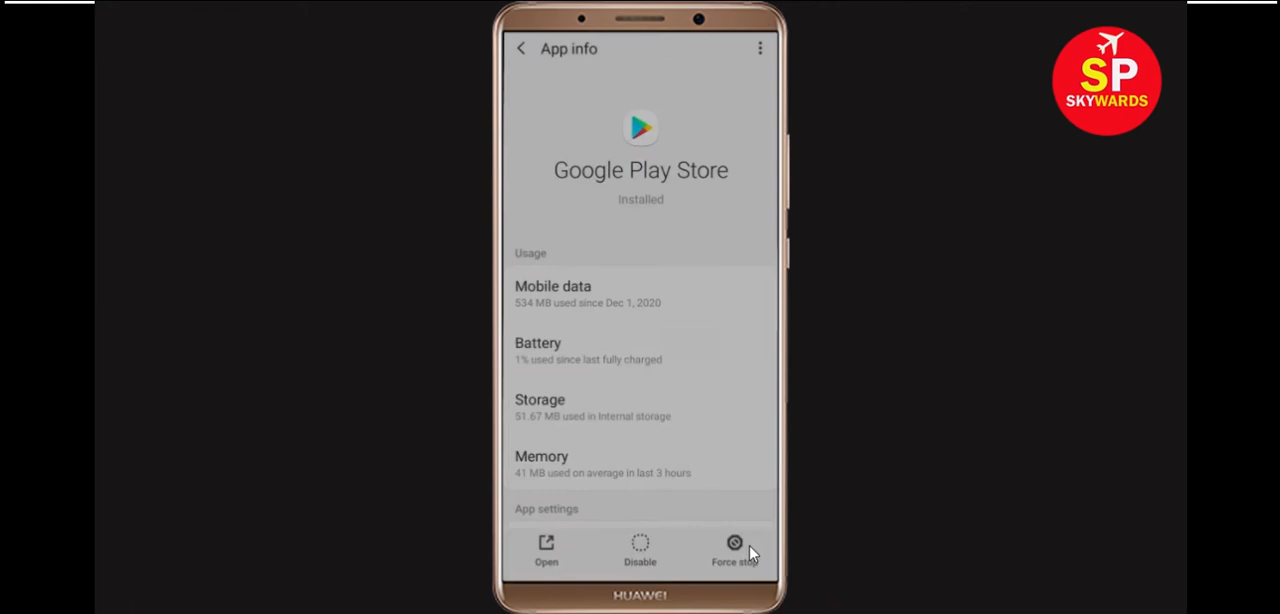 App info
SP
SKYWARDS
Google Play Store
Installed
Usage
Mobile data
534 MB used since Dec 1, 2020
Battery
1% used since last fully charged
Storage
51.67 MB used in Internal storage
Memory
41 MB used on average in last 3 hours
App settings
Open
Disable
Force stop
HUAWEI